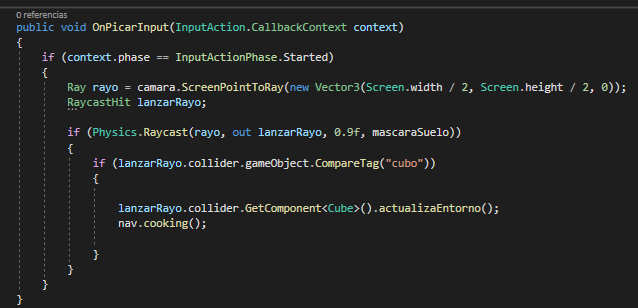 0 referencias
public void OnPicarInput(InputAction.CallbackContext context)
{
if (context.phase == InputActionPhase.Started)
{
Ray rayo = camara.ScreenPointToRay(new Vector3(Screen.width / 2, Screen.height / 2, 0));
RaycastHit lanzarRayo;
if (Physics.Raycast(rayo, out lanzarRayo, 0.9f, mascaraSuelo))
{
if (lanzarRayo.collider.gameObject.CompareTag("cubo"))
{
lanzarRayo.collider.GetComponent<Cube>().actualizaEntorno();
nav.cooking();
}
}
}
}